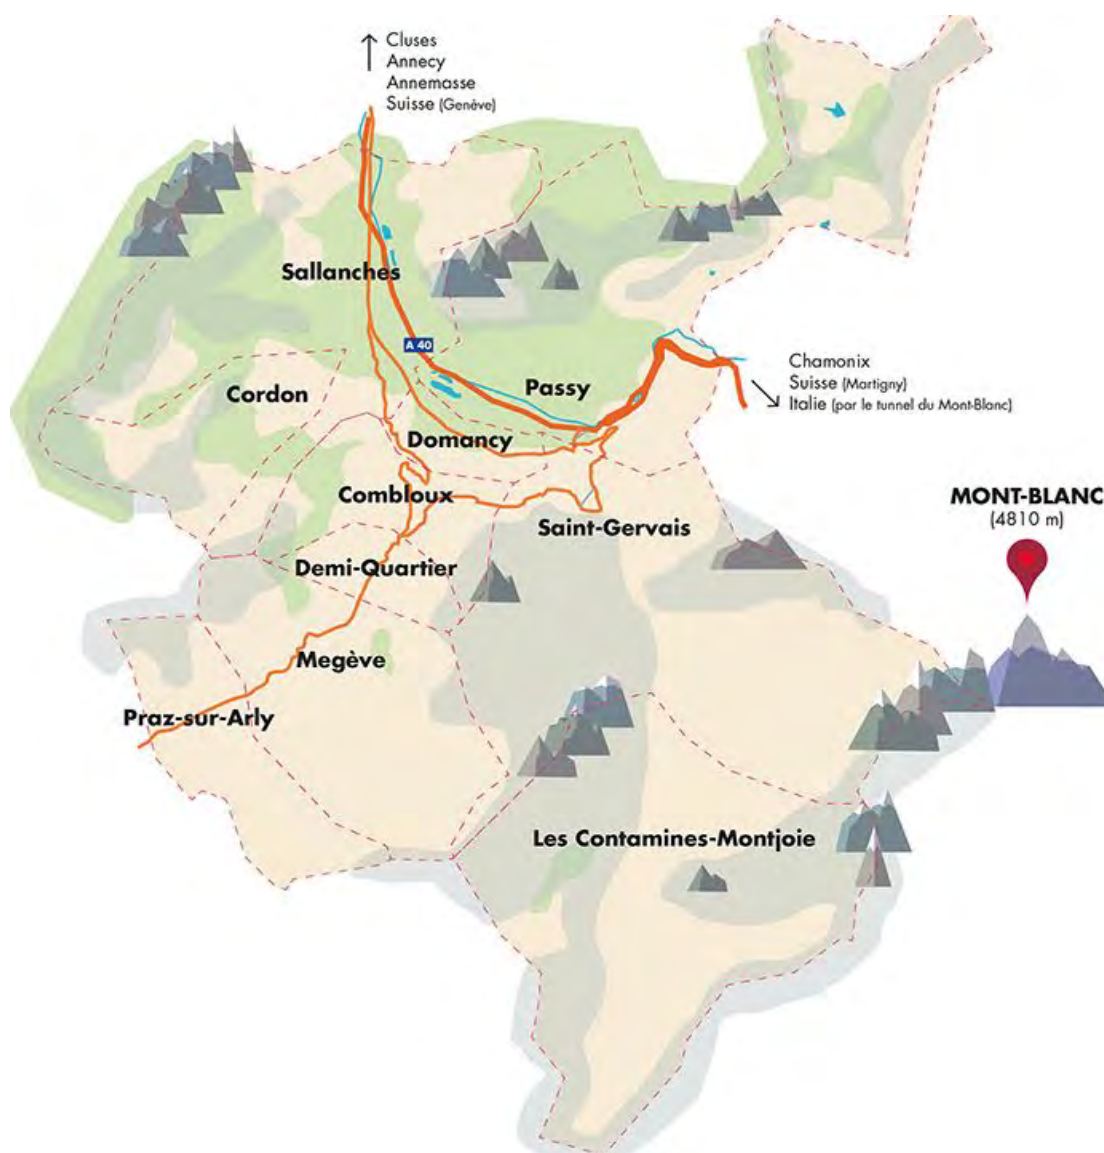 Cluses
Annecy
Annemasse
Suisse (Genève)
Sallanches
A 40
Chamonix
Suisse (Martigny)
Italie (par le tunnel du Mont-Blanc)
Cordon
Passy
Domancy
Combloux
MONT-BLANC
(4810 m)
Saint-Gervais
Demi-Quartier
Megève
Praz-sur-Arly
Les Contamines-Montjoie